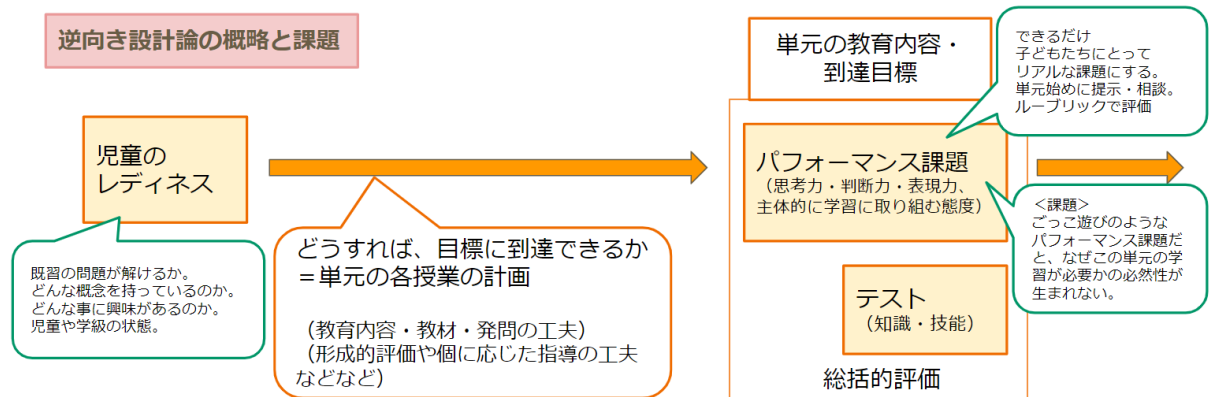 逆向き設計論の概略と課題
児童の
レディネス
既習の問題が解けるか。
どんな概念を持っているのか。
どんな事に興味があるのか。
児童や学級の状態。
どうすれば、目標に到達できるか
＝単元の各授業の計画
（教育内容・教材・発問の工夫）
（形成的評価や個に応じた指導の工夫
などなど）
単元の教育内容・
到達目標
パフォーマンス課題
（思考力・判断力・表現力、
主体的に学習に取り組む態度）
テスト
（知識・技能）
総括的評価
できるだけ
子どもたちにとって
リアルな課題にする。
単元始めに提示・相談。
ルーブリックで評価
＜課題＞
ごっこ遊びのような
パフォーマンス課題だ
と、なぜこの単元の学
習が必要かの必然性が
生まれない。